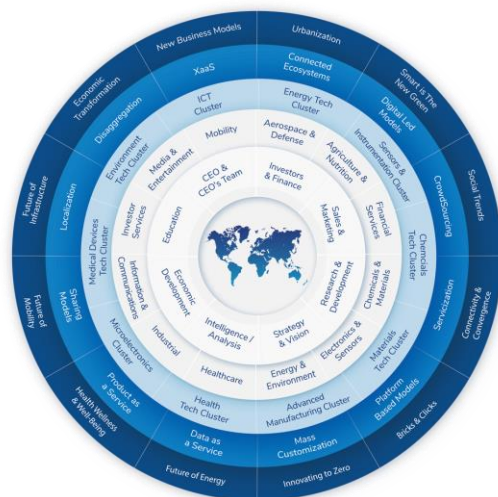 New Business Models
Urbanization
Smart is The
New Green
Social Trends
Connectivity &
Convergence
Bricks & Clicks
Innovating to Zero
Future of Energy
Health Wellness
& Well-Being
Future of
Mobility
Future of
Infrastructure
Economic
Transformation
XaaS
Connected
Ecosystems
Digital Led
Models
CrowdSourcing
Servicization
Platform
Based Models
Mass
Customization
Data as
a Service
Product as
a Service
Sharing
Models
Localization
Disaggregation
ICT
Cluster
Energy Tech
Cluster
Sensors &
Instrumentation Cluster
Chemcials
Tech Cluster
Materials
Tech Cluster
Advanced
Manufacturing Cluster
Health
Tech Cluster
Microelectronics
Cluster
Medical Devices
Tech Cluster
Environment
Tech Cluster
Mobility
Aerospace &
Defense
Agriculture &
Nutrition
Financial
Services
Chemicals &
Materials
Electronics &
Sensors
Energy &
Environment
Healthcare
Industrial
Information &
Communications
Investor
Services
Media &
Entertainment
CEO &
CEO's Team
Investors
& Finance
Sales &
Marketing
Research &
Development
Strategy
& Vision
Intelligence /
Analysis
Economic
Development
Education